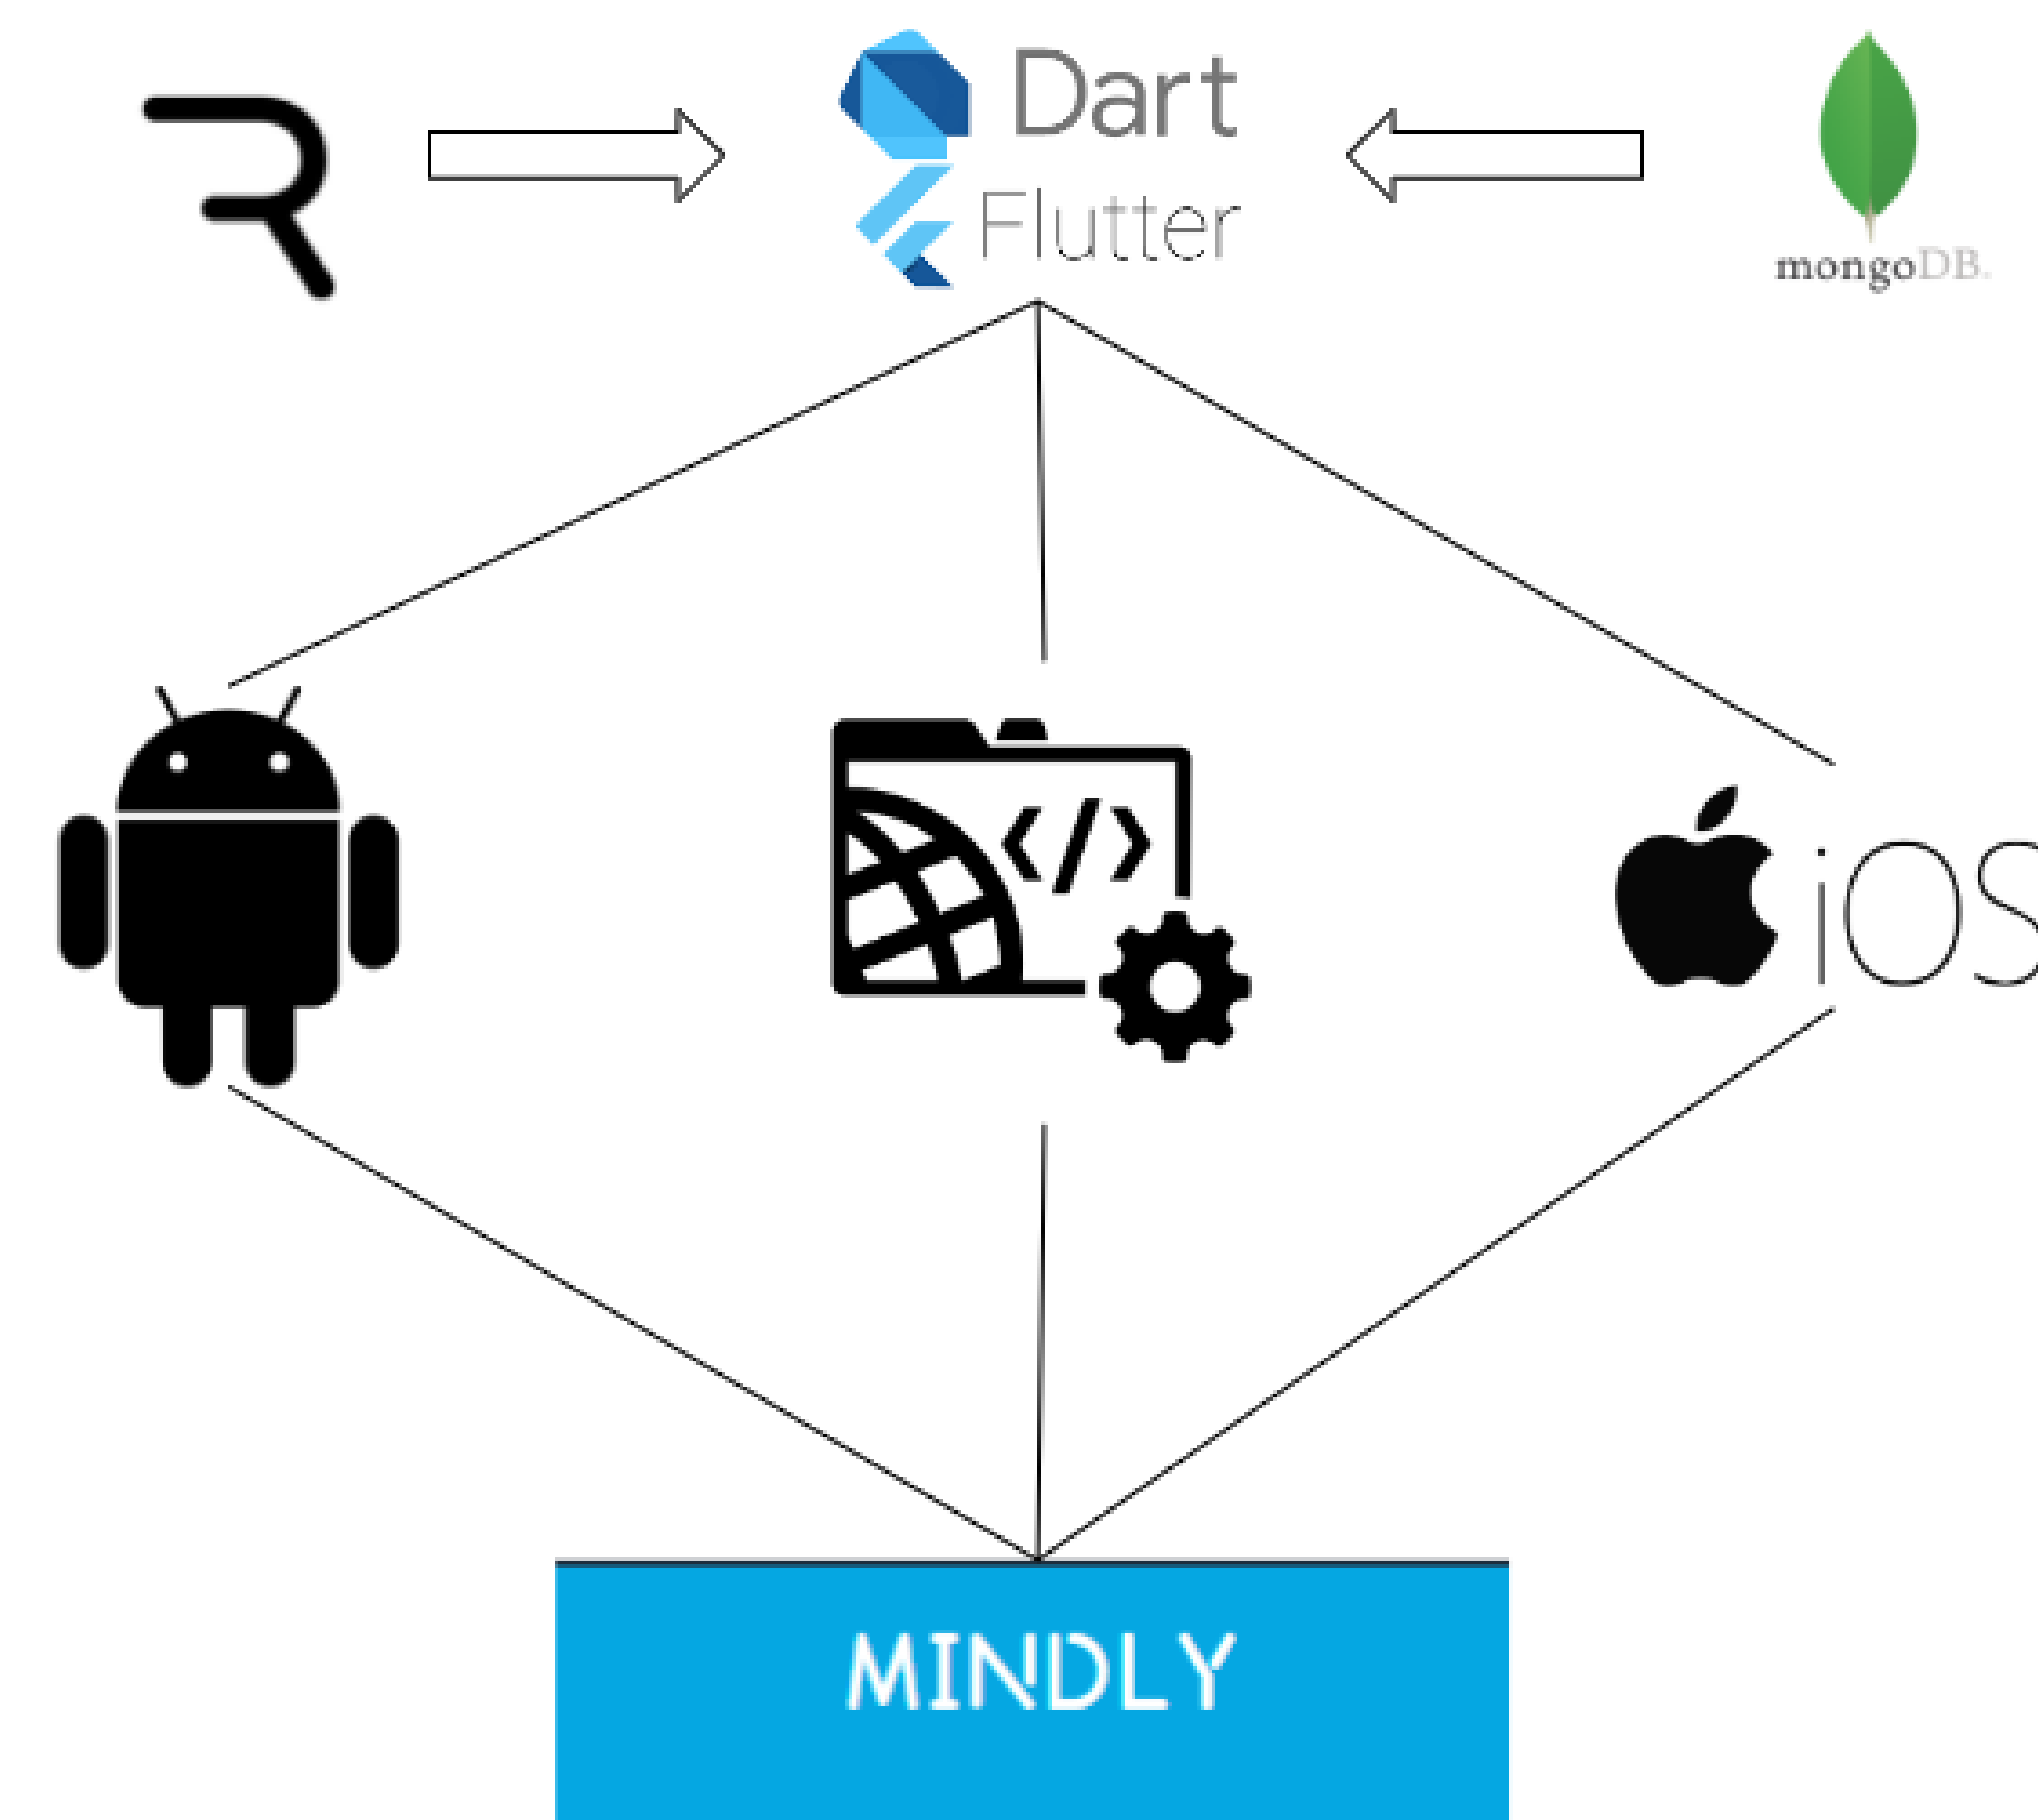 Dart
Flutter
mongoDB.
</>
iOS
MINDLY